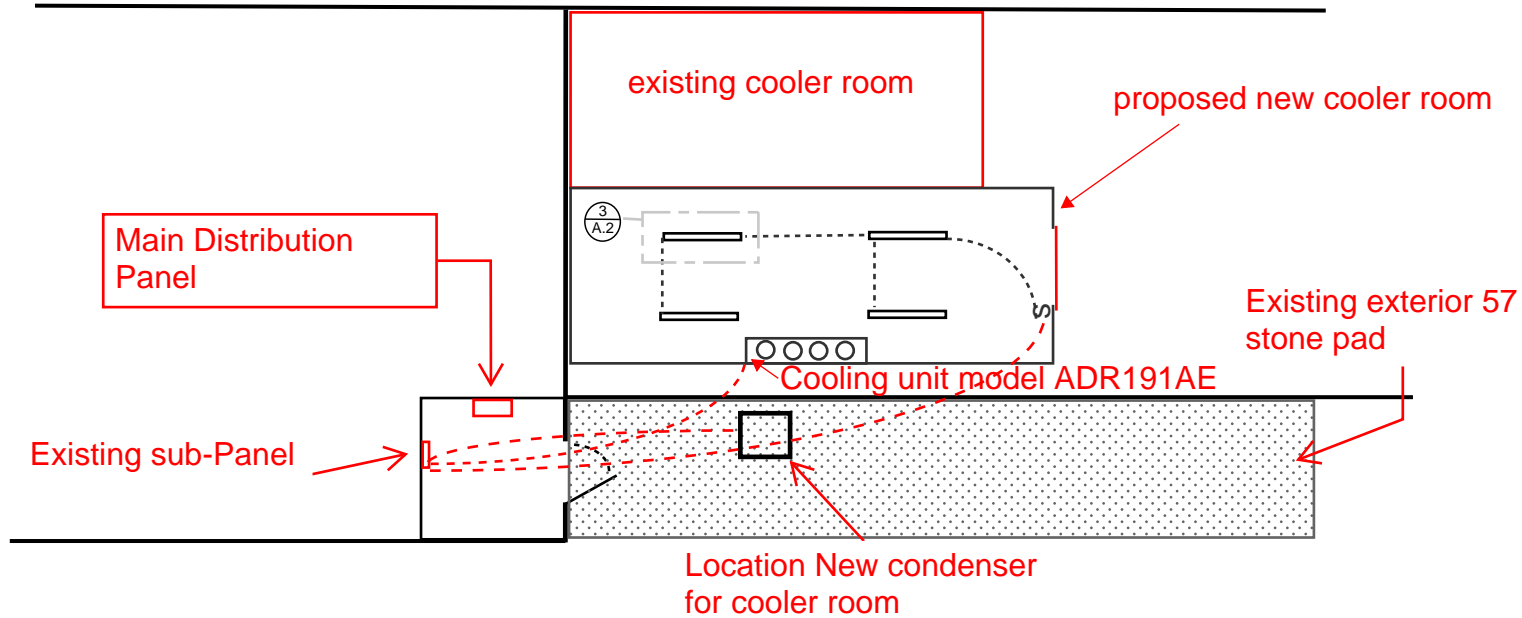 existing cooler room
proposed new cooler room
3
A.2
Main Distribution
Panel
S
Existing exterior 57
stone pad
Cooling unit model ADR191AE
Existing sub-Panel
Location New condenser
for cooler room